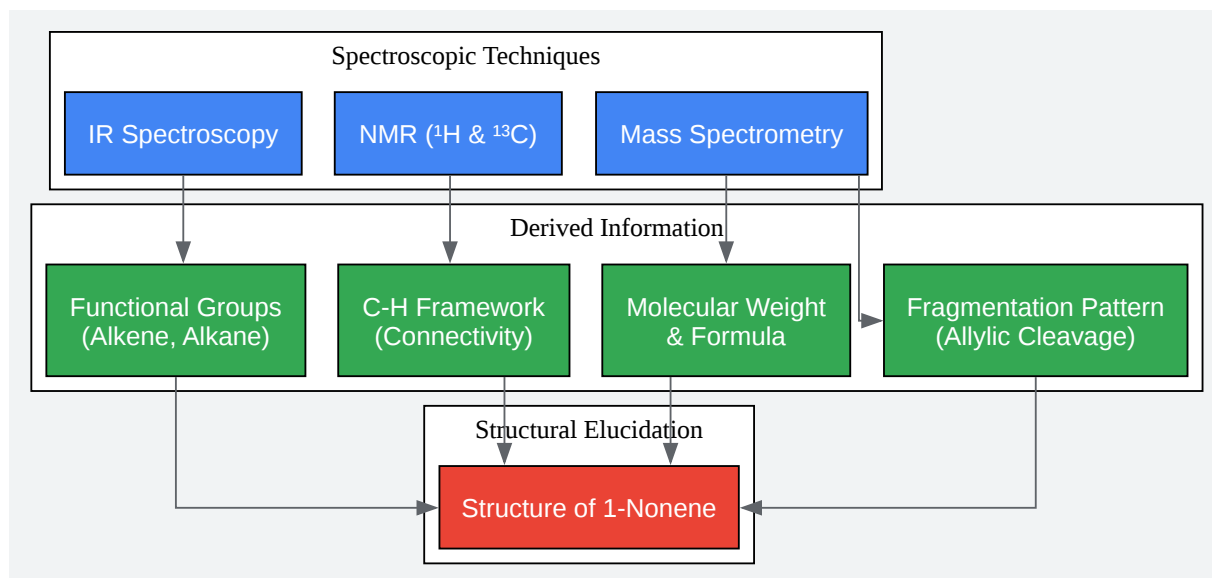 Spectroscopic Techniques
IR Spectroscopy
NMR (¹H & ¹³C)
Mass Spectrometry
Derived Information
Functional Groups
(Alkene, Alkane)
C-H Framework
(Connectivity)
Molecular Weight
& Formula
Fragmentation Pattern
(Allylic Cleavage)
Structural Elucidation
Structure of 1-Nonene